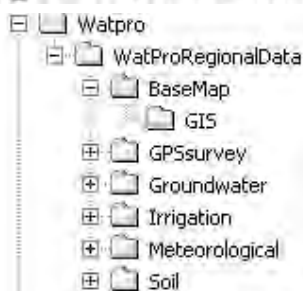 Watpro
WatProRegionalData
BaseMap
GIS
GPSsurvey
Groundwater
Irrigation
Meteorological
Soil